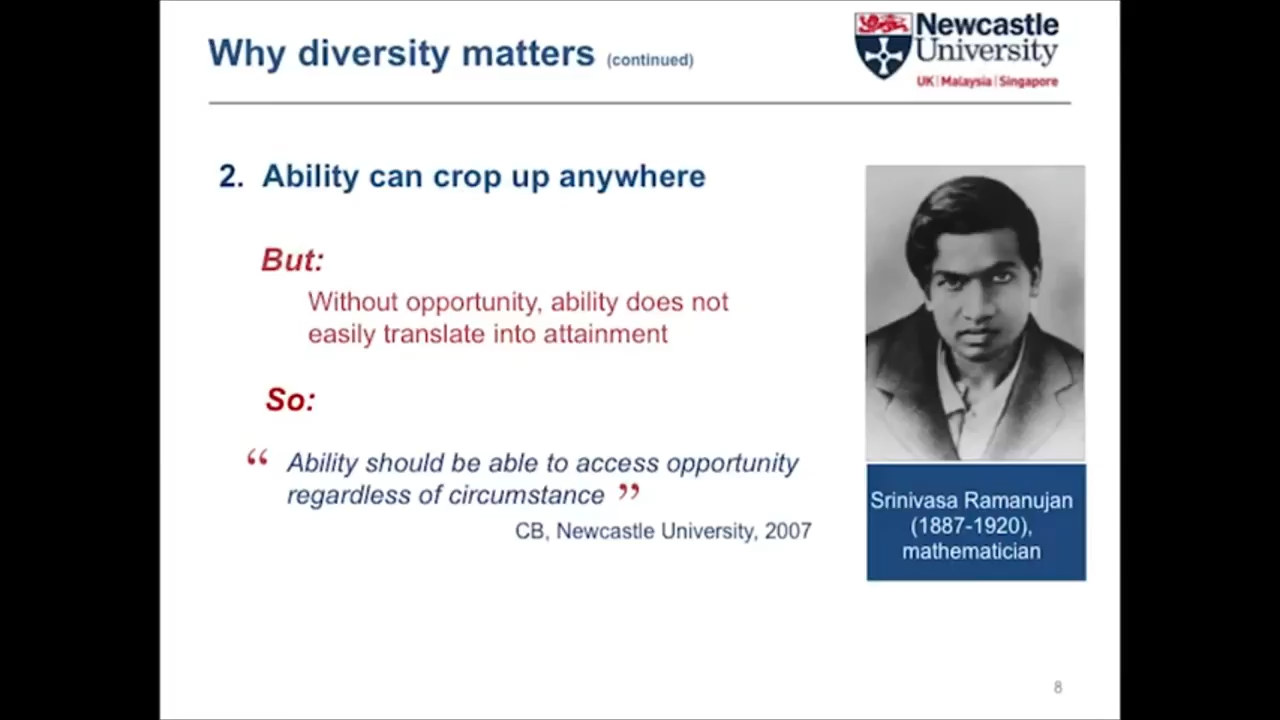 Why diversity matters (continued)
Newcastle
University
UK | Malaysia | Singapore
2. Ability can crop up anywhere
But:
Without opportunity, ability does not
easily translate into attainment
So:
“ Ability should be able to access opportunity
regardless of circumstance ”
CB, Newcastle University, 2007
Srinivasa Ramanujan
(1887-1920),
mathematician
8